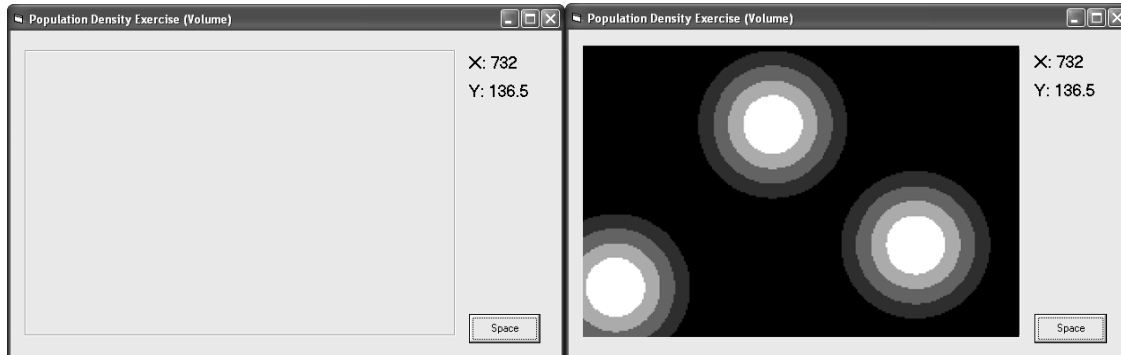 Population Density Exercise (Volume)
X: 732
Y: 136.5
Space
Population Density Exercise (Volume)
X: 732
Y: 136.5
Space